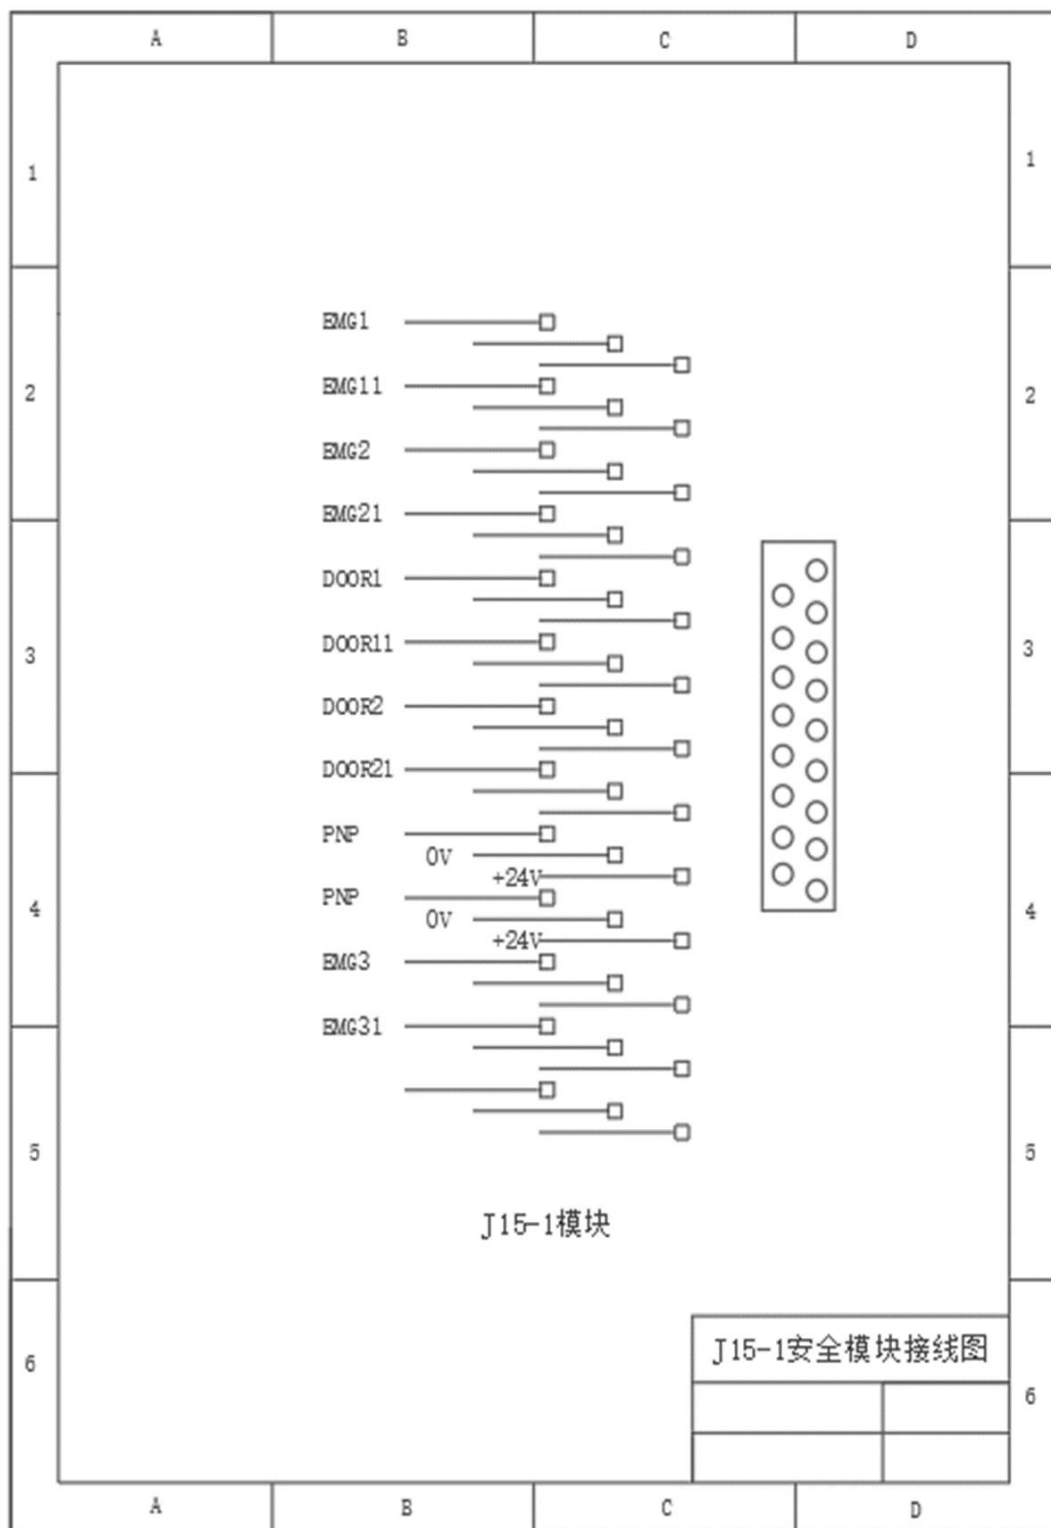 A B C D
1 1
EMG1
2 2
EMG11
EMG2
EMG21
DOOR1
3 3
DOOR11
DOOR2
DOOR21
PNP
0V
+24V
4 4
PNP
0V
+24V
EMG3
EMG31
5 5
J15-1模块
6 6
J15-1安全模块接线图
A B C D